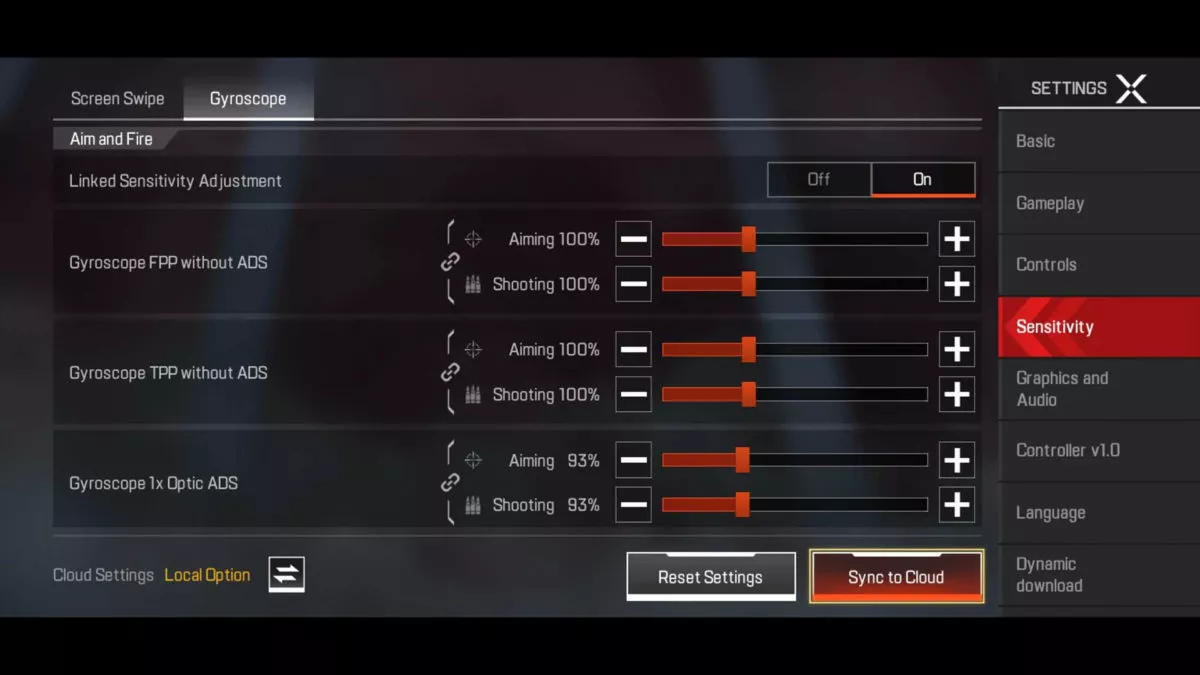 Screen Swipe
Gyroscope
Aim and Fire
Linked Sensitivity Adjustment
Off
On
Gyroscope FPP without ADS
Aiming 100%
Shooting 100%
Gyroscope TPP without ADS
Aiming 100%
Shooting 100%
Gyroscope 1x Optic ADS
Aiming 93%
Shooting 93%
Cloud Settings Local Option
Reset Settings
Sync to Cloud
SETTINGS
Basic
Gameplay
Controls
Sensitivity
Graphics and
Audio
Controller v1.0
Language
Dynamic
download